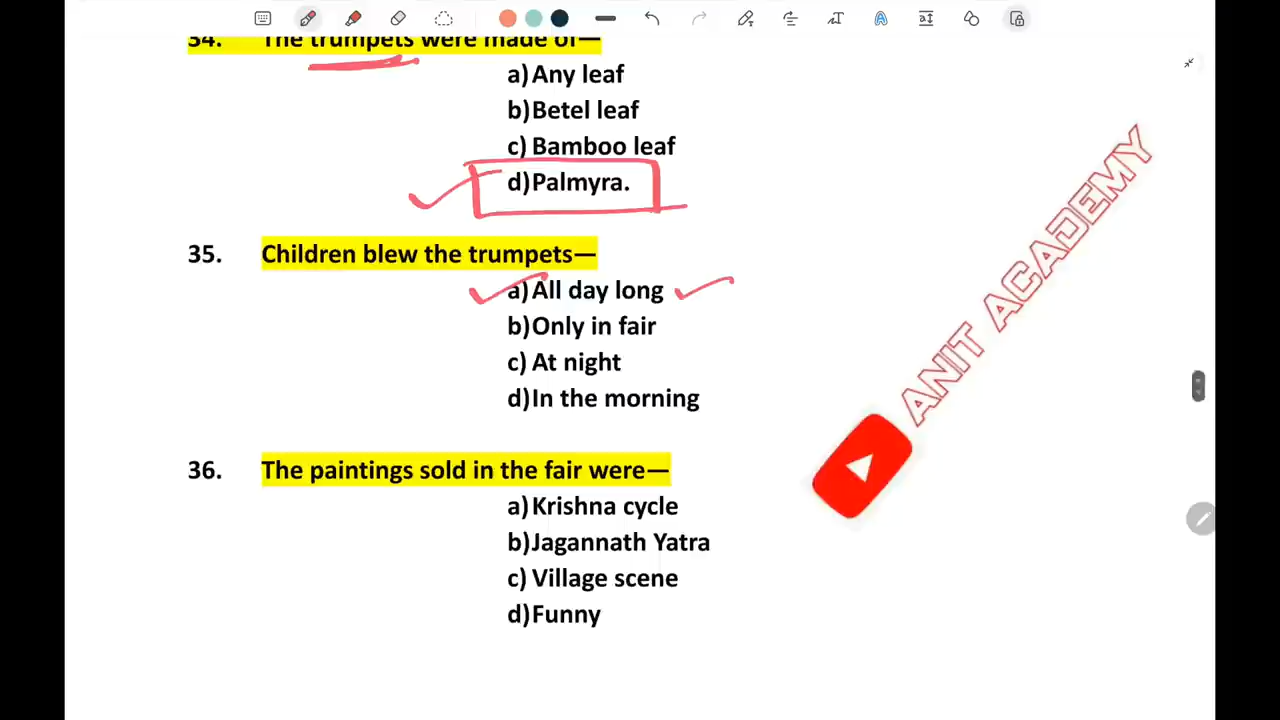 34. The trumpets were made of—
a) Any leaf
b) Betel leaf
c) Bamboo leaf
d) Palmyra.
35. Children blew the trumpets—
a) All day long
b) Only in fair
c) At night
d) In the morning
36. The paintings sold in the fair were—
a) Krishna cycle
b) Jagannath Yatra
c) Village scene
d) Funny
ANIT ACADEMY